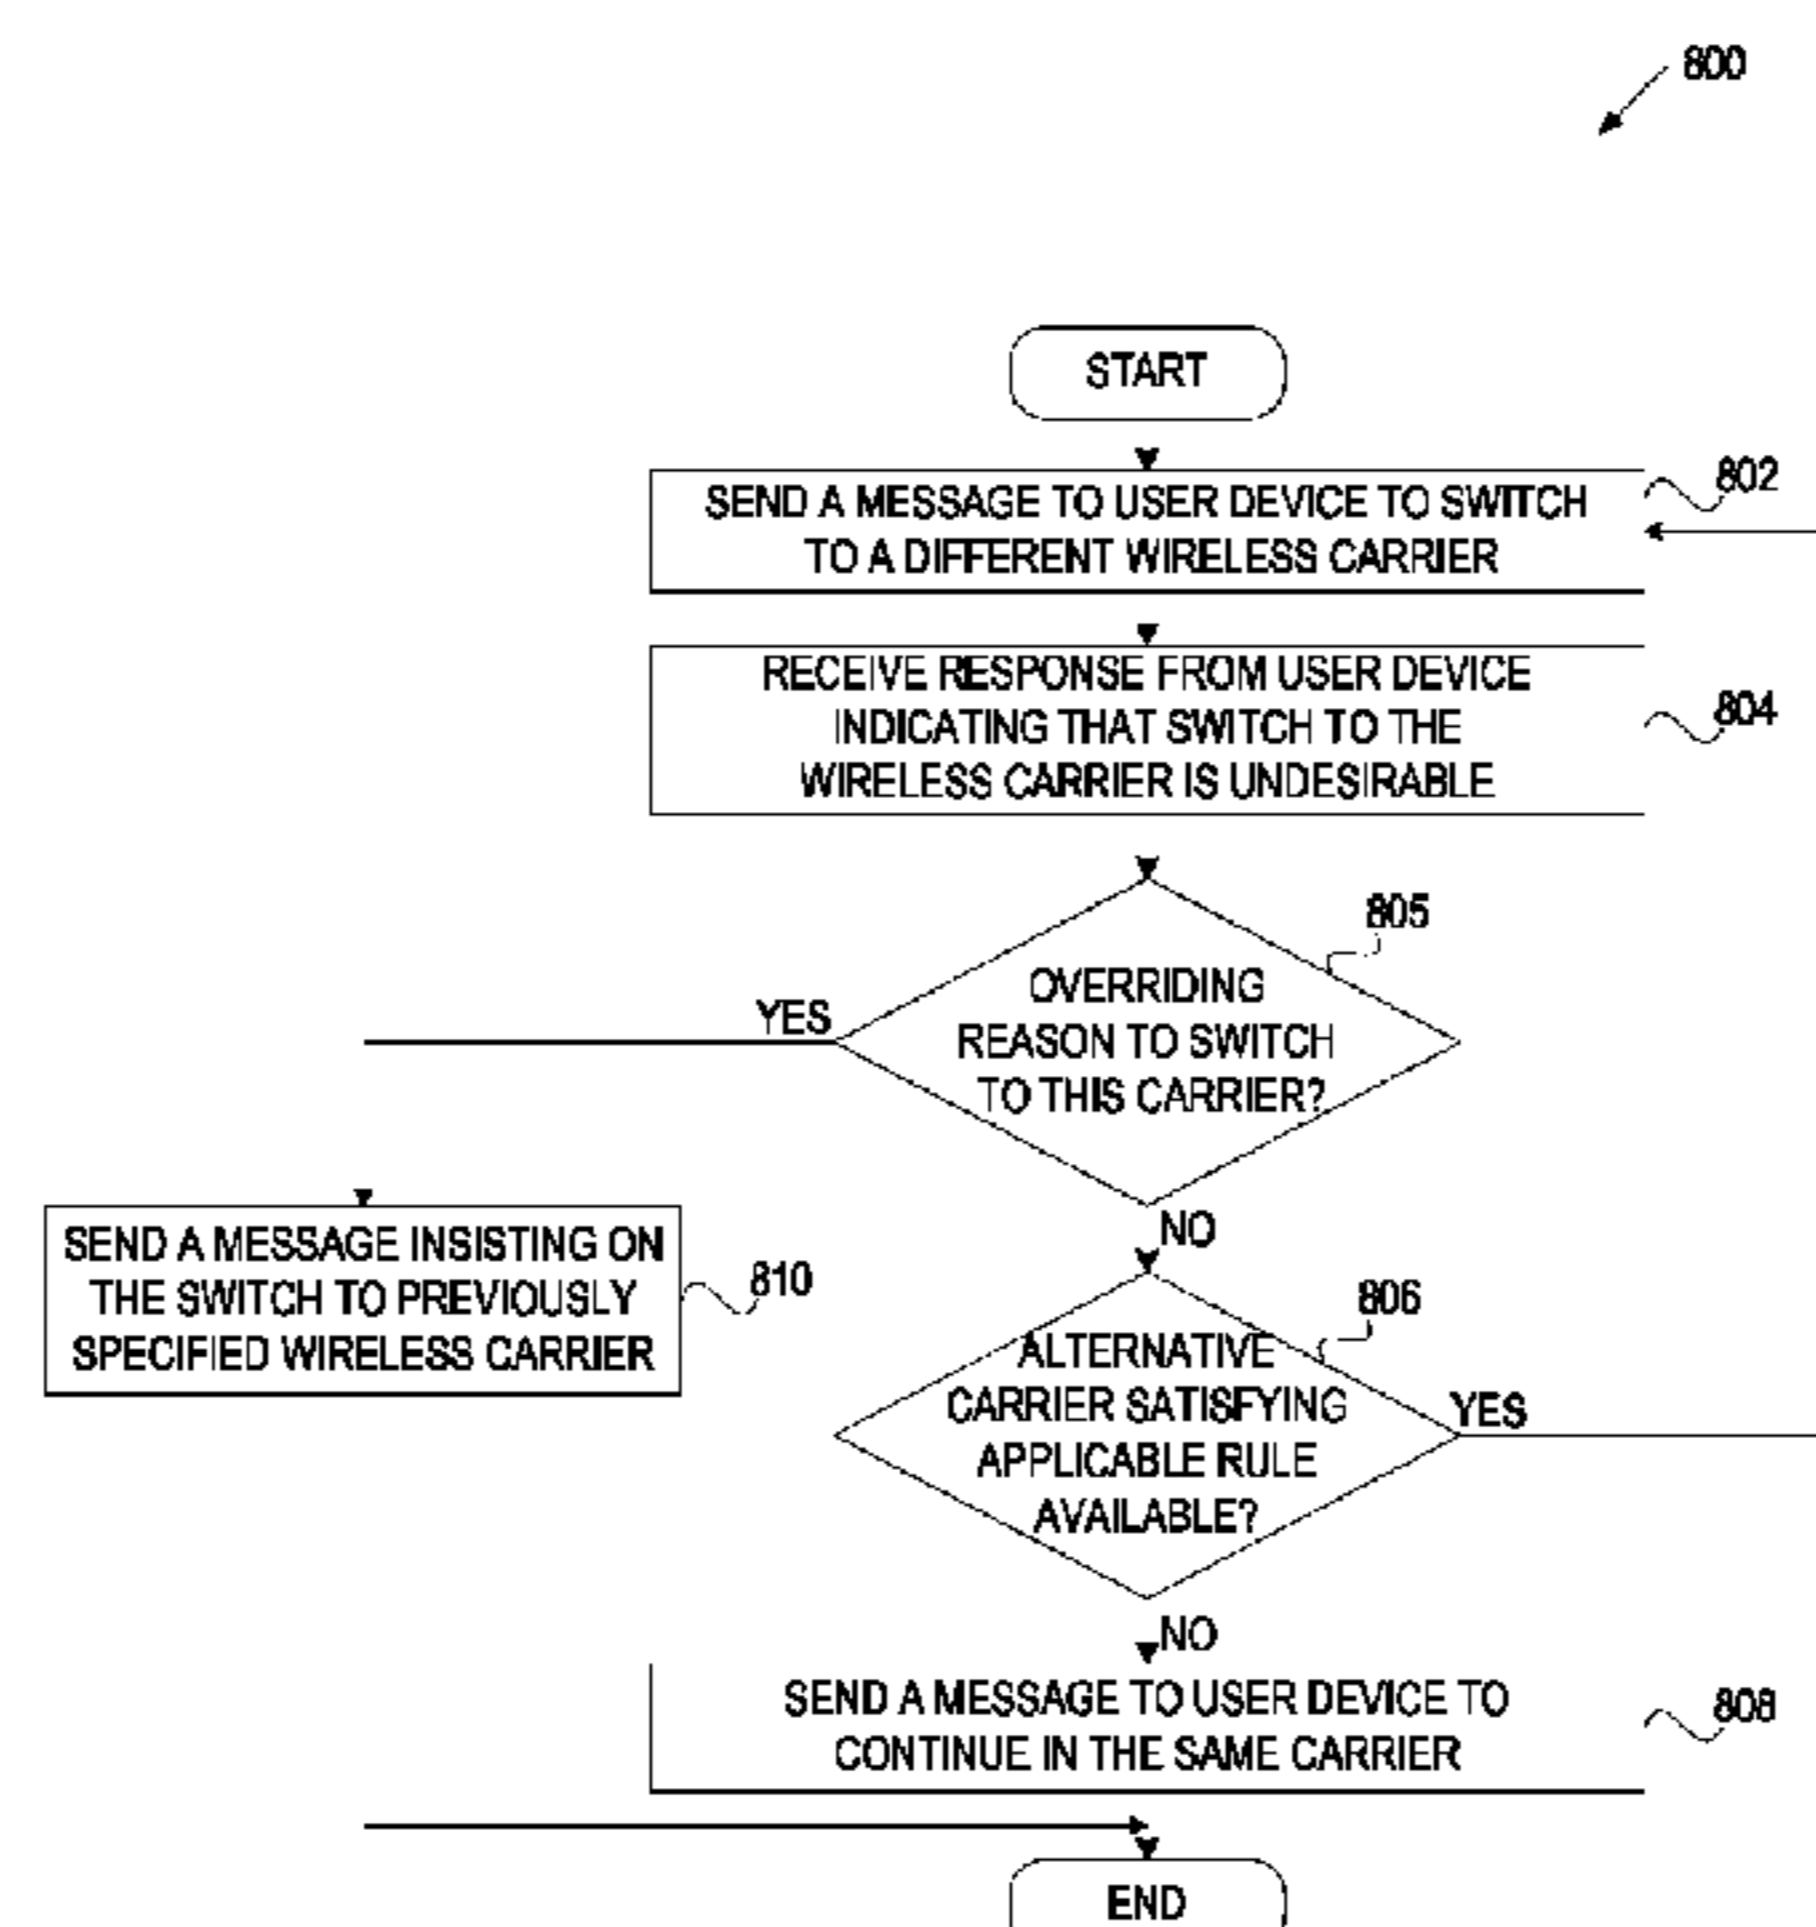 800
START
SEND A MESSAGE TO USER DEVICE TO SWITCH
TO A DIFFERENT WIRELESS CARRIER
802
RECEIVE RESPONSE FROM USER DEVICE
INDICATING THAT SWITCH TO THE
WIRELESS CARRIER IS UNDESIRABLE
804
805
OVERRIDING
REASON TO SWITCH
TO THIS CARRIER?
YES
NO
SEND A MESSAGE INSISTING ON
THE SWITCH TO PREVIOUSLY
SPECIFIED WIRELESS CARRIER
810
806
ALTERNATIVE
CARRIER SATISFYING
APPLICABLE RULE
AVAILABLE?
YES
NO
SEND A MESSAGE TO USER DEVICE TO
CONTINUE IN THE SAME CARRIER
808
END